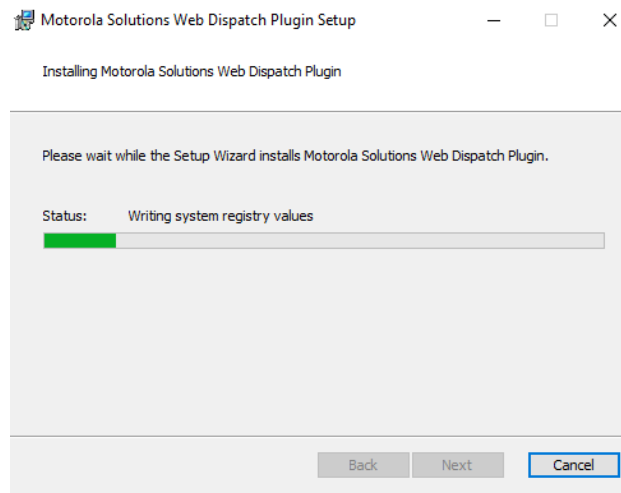 Motorola Solutions Web Dispatch Plugin Setup
Installing Motorola Solutions Web Dispatch Plugin
Please wait while the Setup Wizard installs Motorola Solutions Web Dispatch Plugin.
Status: Writing system registry values
Back Next Cancel